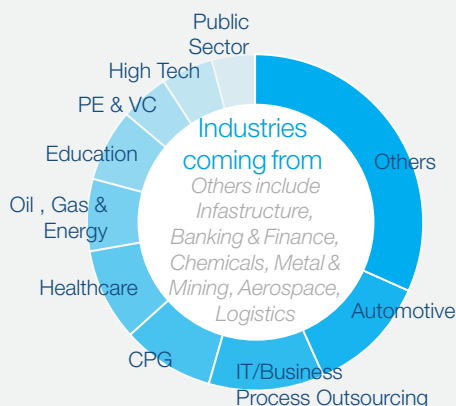 Public
Sector
High Tech
PE & VC
Education
Oil , Gas &
Energy
Healthcare
CPG
IT/Business
Process Outsourcing
Automotive
Others
Industries
coming from
Others include
Infastructure,
Banking & Finance,
Chemicals, Metal &
Mining, Aerospace,
Logistics